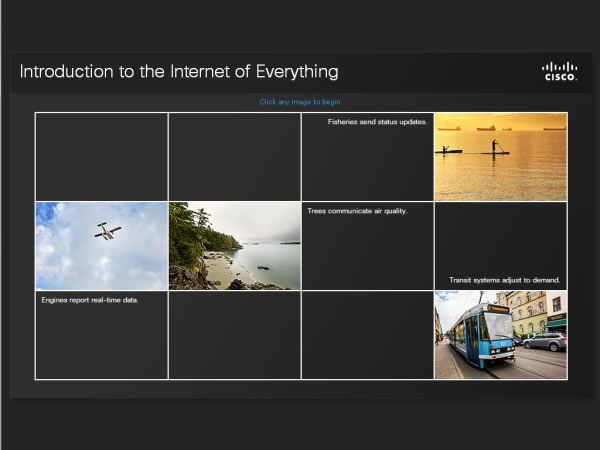 Introduction to the Internet of Everything
CISCO
Click any image to begin.
Fisheries send status updates.
Trees communicate air quality.
Transit systems adjust to demand.
Engines report real-time data.